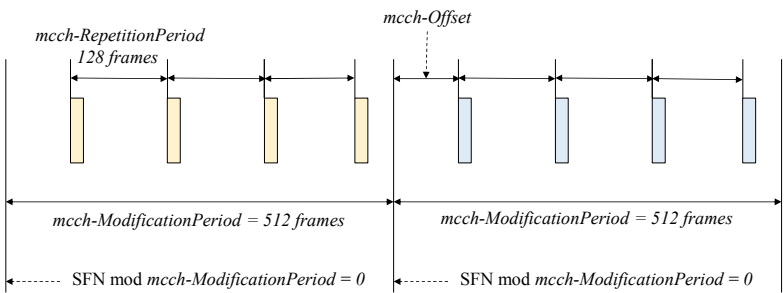 mcch-Offset
mcch-RepetitionPeriod
128 frames
mcch-ModificationPeriod = 512 frames
mcch-ModificationPeriod = 512 frames
SFN mod mcch-ModificationPeriod = 0
SFN mod mcch-ModificationPeriod = 0